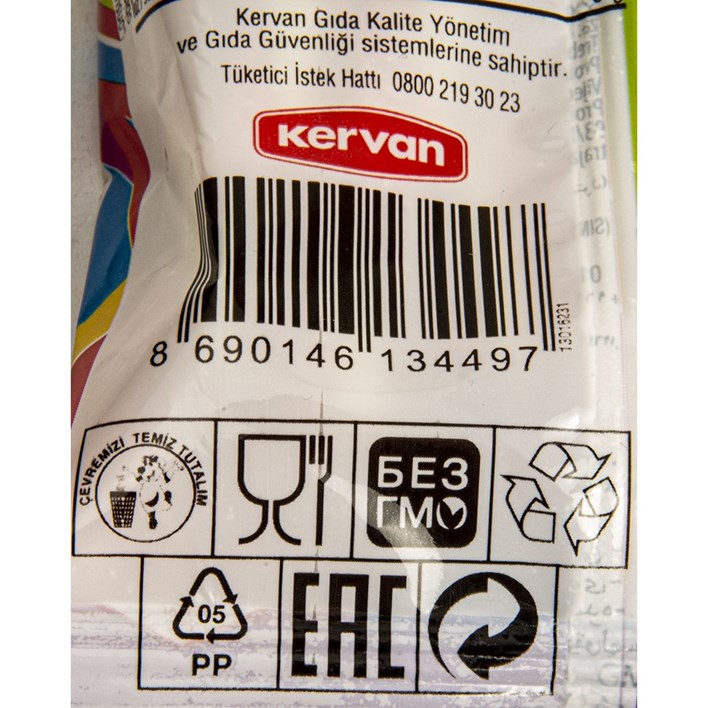 Kervan Gıda Kalite Yönetim
ve Gıda Güvenliği sistemlerine sahiptir.
Tüketici İstek Hattı 0800 219 30 23
Kervan
8 690146 134497
13016231
ÇEVREMİZİ TEMİZ TUTALIM
БЕЗ
ГМО
05
PP
EAC